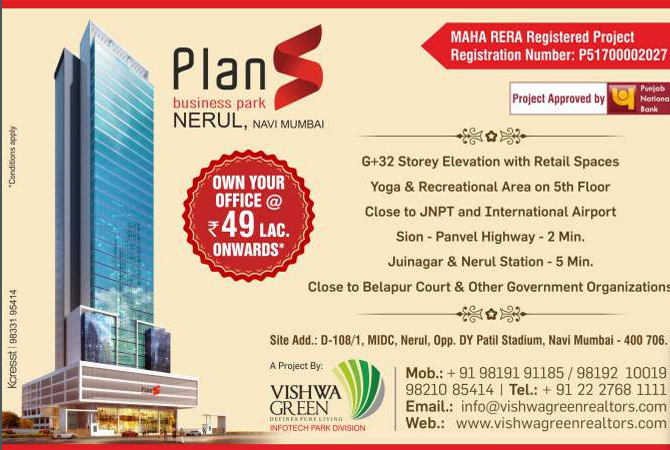 MAHA RERA Registered Project
Registration Number: P51700002027
Plan S
business park
NERUL, NAVI MUMBAI
Project Approved by
Punjab
National
Bank
OWN YOUR
OFFICE @
₹49 LAC.
ONWARDS*
G+32 Storey Elevation with Retail Spaces
Yoga & Recreational Area on 5th Floor
Close to JNPT and International Airport
Sion - Panvel Highway - 2 Min.
Juinagar & Nerul Station - 5 Min.
Close to Belapur Court & Other Government Organizations
Site Add.: D-108/1, MIDC, Nerul, Opp. DY Patil Stadium, Navi Mumbai - 400 706.
A Project By:
VISHWA
GREEN
DEFINES PURE LIVING
INFOTECH PARK DIVISION
Mob.: + 91 98191 91185 / 98192 10019
98210 85414 | Tel.: + 91 22 2768 1111
Email.: info@vishwagreenrealtors.com
Web.: www.vishwagreenrealtors.com
*Conditions apply
Kcresst | 98331 95414
Plan S